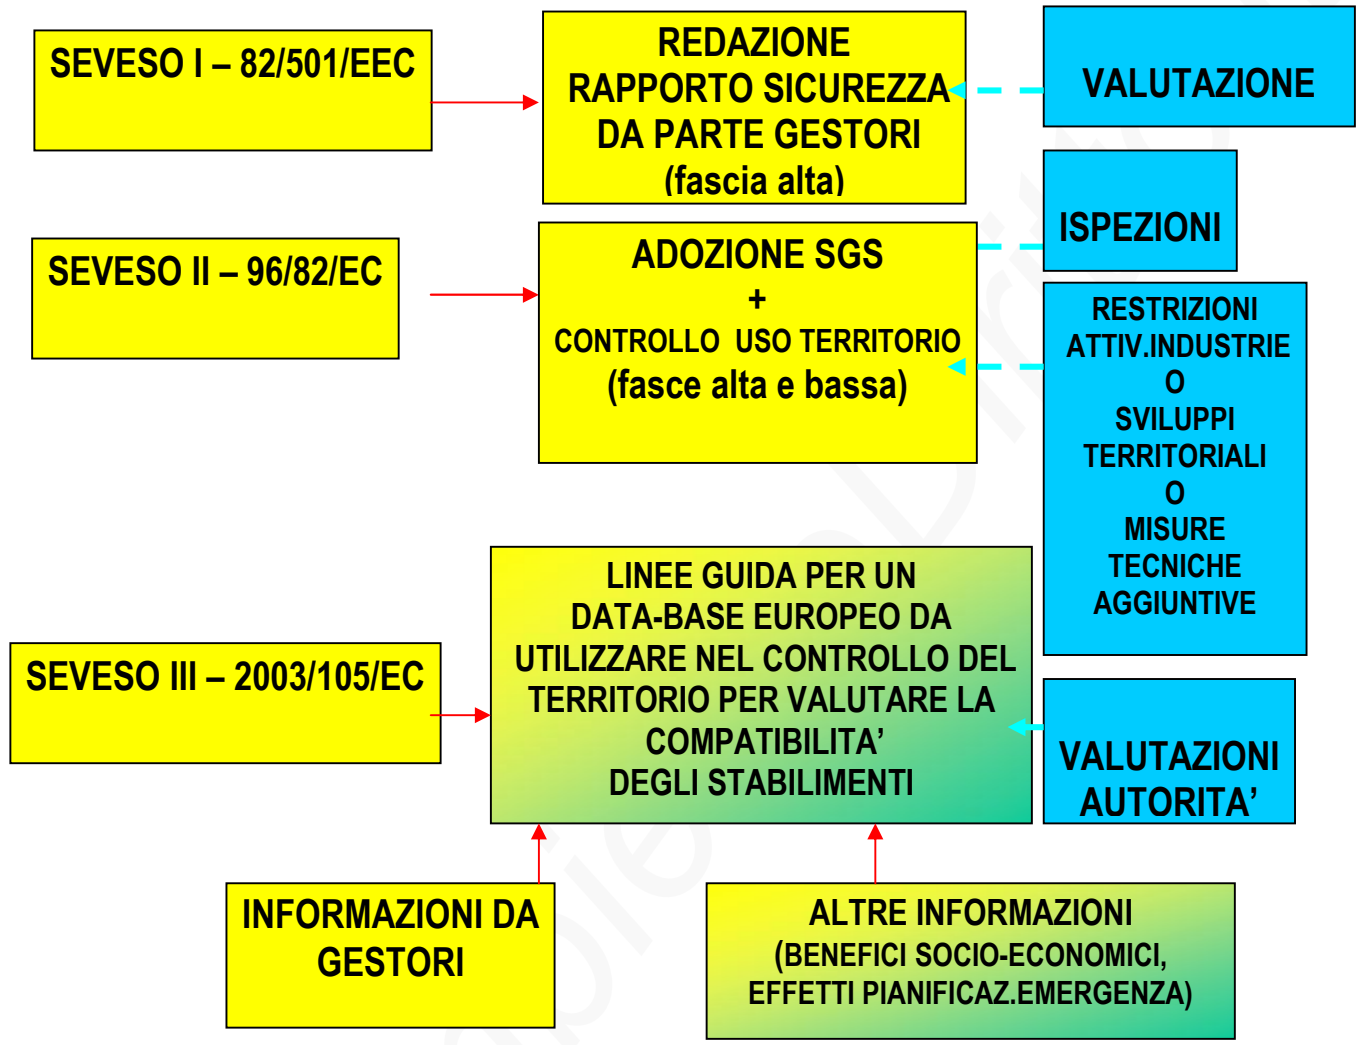 SEVESO I – 82/501/EEC
REDAZIONE
RAPPORTO SICUREZZA
DA PARTE GESTORI
(fascia alta)
VALUTAZIONE
SEVESO II – 96/82/EC
ADOZIONE SGS
+
CONTROLLO USO TERRITORIO
(fasce alta e bassa)
ISPEZIONI
RESTRIZIONI
ATTIV.INDUSTRIE
O
SVILUPPI
TERRITORIALI
O
MISURE
TECNICHE
AGGIUNTIVE
SEVESO III – 2003/105/EC
LINEE GUIDA PER UN
DATA-BASE EUROPEO DA
UTILIZZARE NEL CONTROLLO DEL
TERRITORIO PER VALUTARE LA
COMPATIBILITA’
DEGLI STABILIMENTI
VALUTAZIONI
AUTORITA’
INFORMAZIONI DA
GESTORI
ALTRE INFORMAZIONI
(BENEFICI SOCIO-ECONOMICI,
EFFETTI PIANIFICAZ.EMERGENZA)